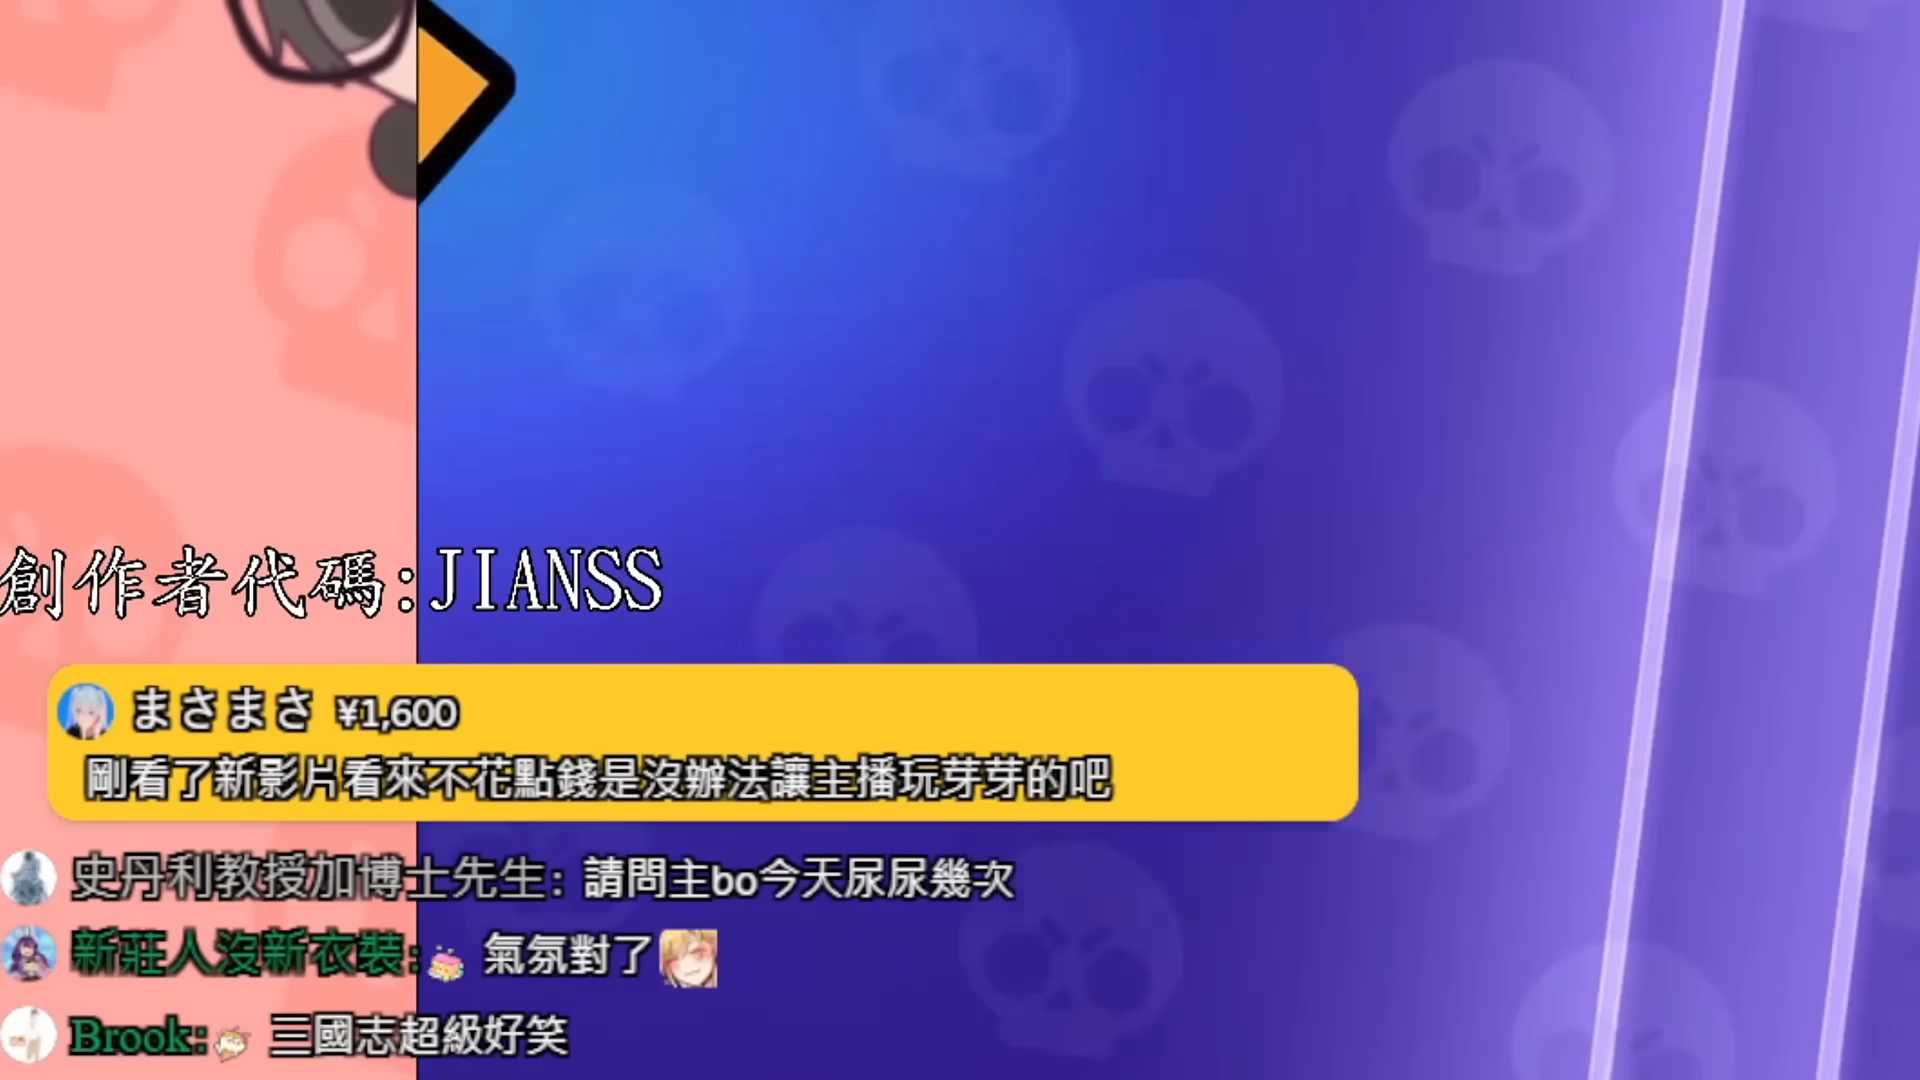 創作者代碼:JIANSS
まさまさ ¥1,600
剛看了新影片看來不花點錢是沒辦法讓主播玩芽芽的吧
史丹利教授加博士先生: 請問主bo今天尿尿幾次
新莊人沒新衣裝: 氣氛對了
Brook: 三國志超級好笑